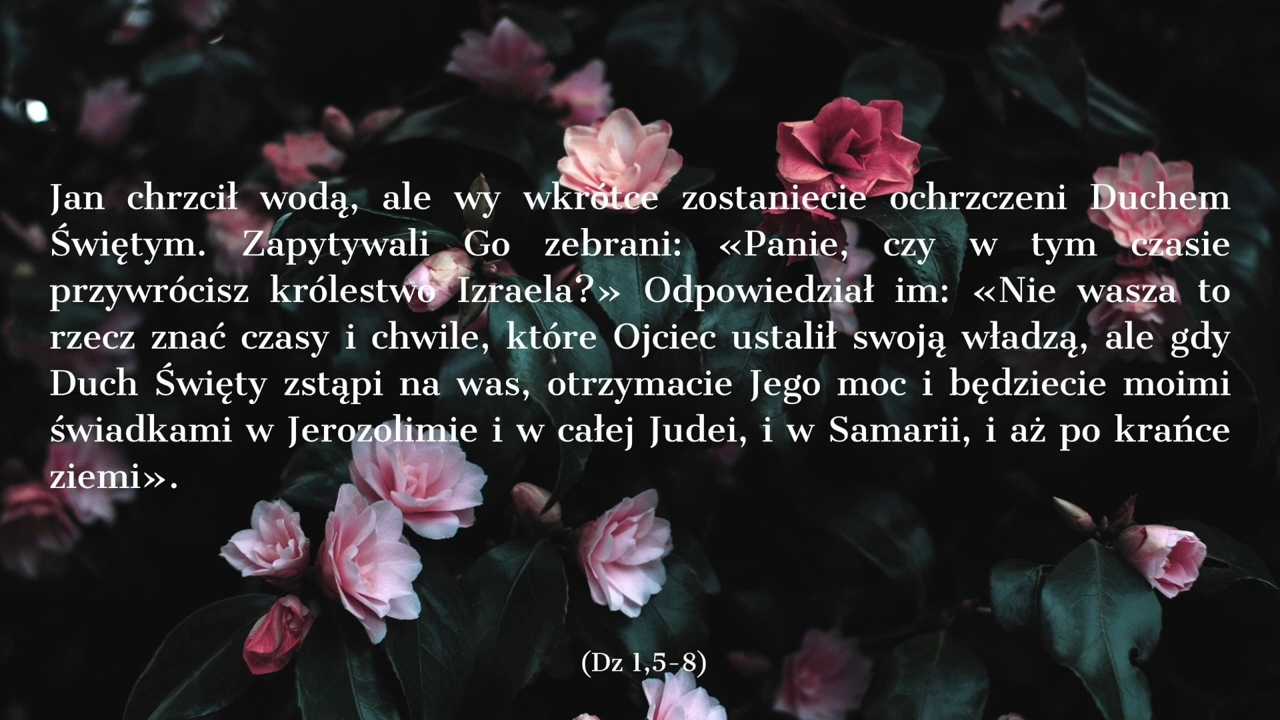 Jan chrzcił wodą, ale wy wkrótce zostaniecie ochrzczeni Duchem
Świętym. Zapytywali Go zebrani: «Panie, czy w tym czasie
przywrócisz królestwo Izraela?» Odpowiedział im: «Nie wasza to
rzecz znać czasy i chwile, które Ojciec ustalił swoją władzą, ale gdy
Duch Święty zstąpi na was, otrzymacie Jego moc i będziecie moimi
świadkami w Jerozolimie i w całej Judei, i w Samarii, i aż po krańce
ziemi».
(Dz 1,5-8)